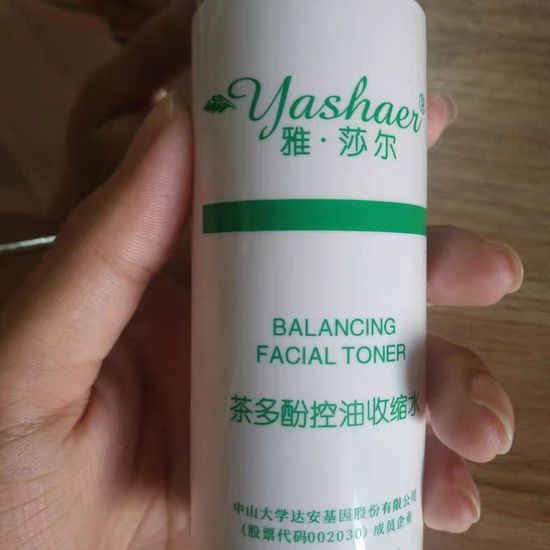 Yashaer®
雅·莎尔
BALANCING
FACIAL TONER
茶多酚控油收缩水
中山大学达安基因股份有限公司
(股票代码002030)成员企业